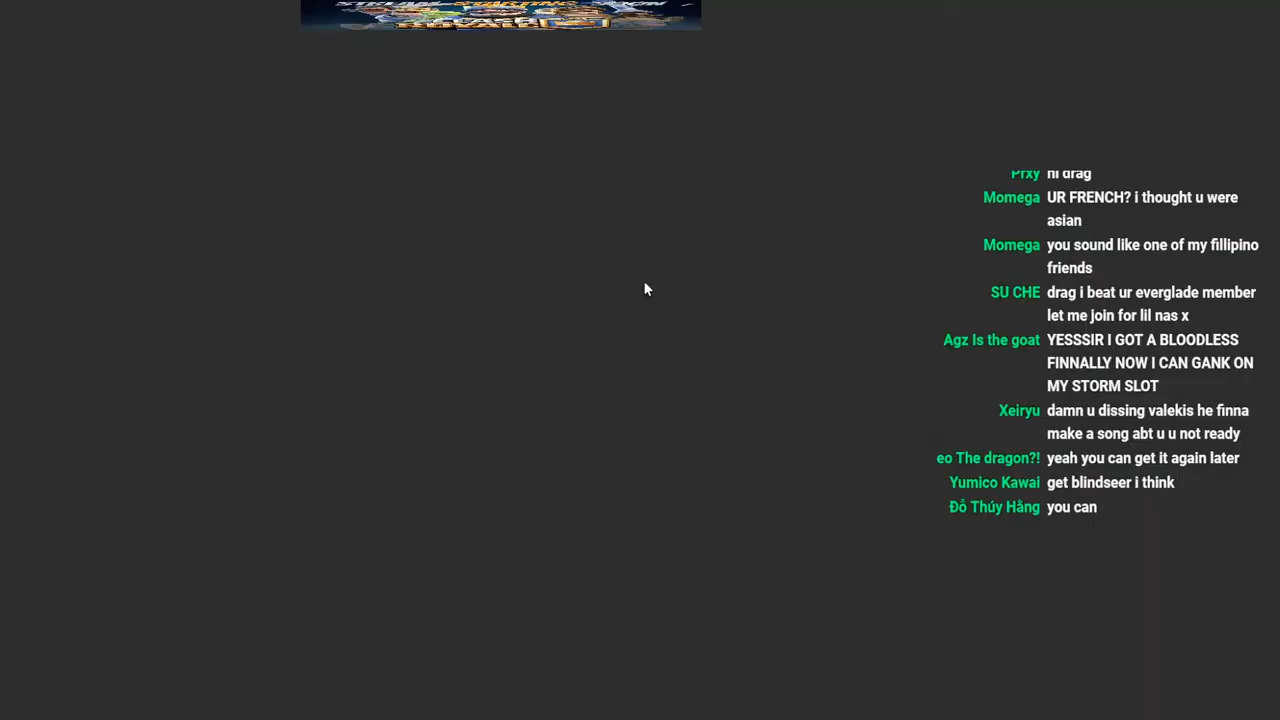 STREAM STARTING SOON
Prxy hi drag
Momega UR FRENCH? i thought u were
asian
Momega you sound like one of my fillipino
friends
SU CHE drag i beat ur everglade member
let me join for lil nas x
Agz Is the goat YESSSIR I GOT A BLOODLESS
FINNALLY NOW I CAN GANK ON
MY STORM SLOT
Xeiryu damn u dissing valekis he finna
make a song abt u u not ready
eo The dragon?! yeah you can get it again later
Yumico Kawai get blindseer i think
Đỗ Thúy Hằng you can